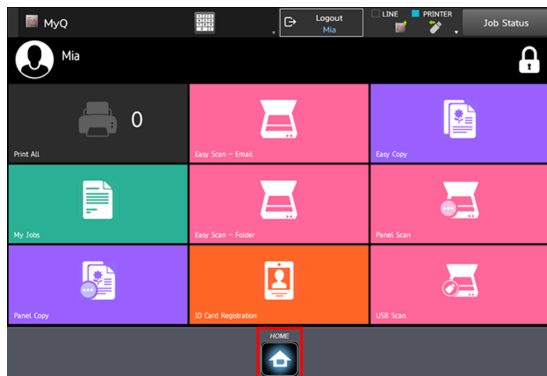 MyQ
Logout
Mia
LINE
PRINTER
Job Status
Mia
0
Print All
Easy Scan - Email
Easy Copy
My Jobs
Easy Scan - Folder
Panel Scan
Panel Copy
ID Card Registration
USB Scan
HOME